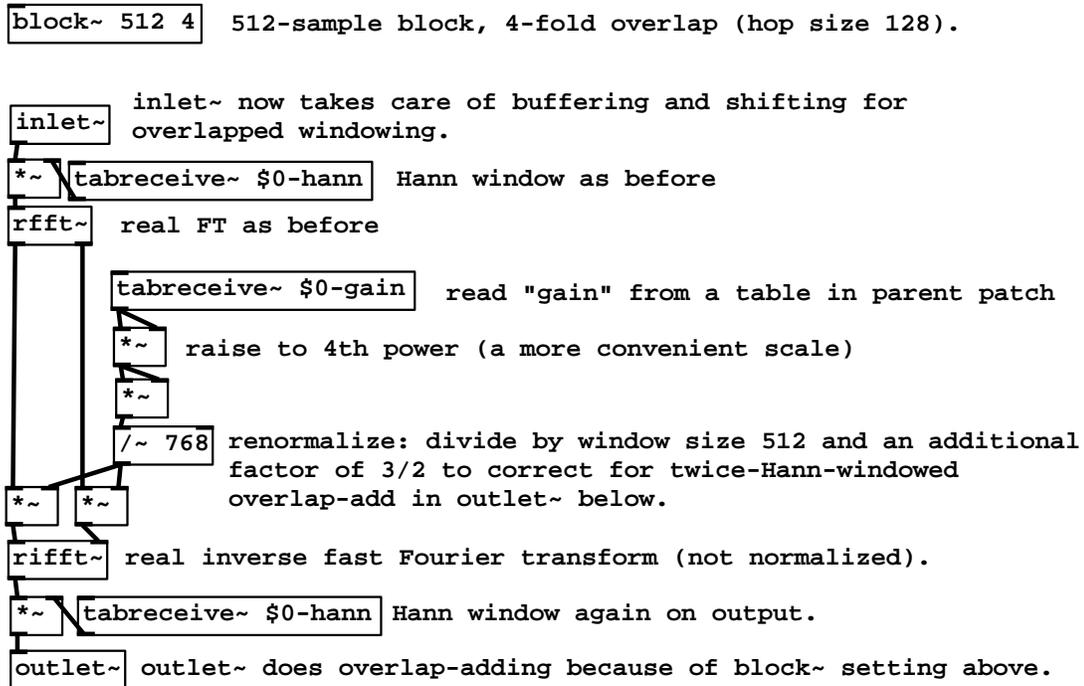 block~ 512 4 512-sample block, 4-fold overlap (hop size 128).
inlet~ now takes care of buffering and shifting for
inlet~
overlapped windowing.
*~ tabreceive~ $0-hann Hann window as before
rfft~ real FT as before
tabreceive~ $0-gain read "gain" from a table in parent patch
*~ raise to 4th power (a more convenient scale)
*~
/~ 768 renormalize: divide by window size 512 and an additional
factor of 3/2 to correct for twice-Hann-windowed
*~ *~ overlap-add in outlet~ below.
rifft~ real inverse fast Fourier transform (not normalized).
*~ tabreceive~ $0-hann Hann window again on output.
outlet~ outlet~ does overlap-adding because of block~ setting above.